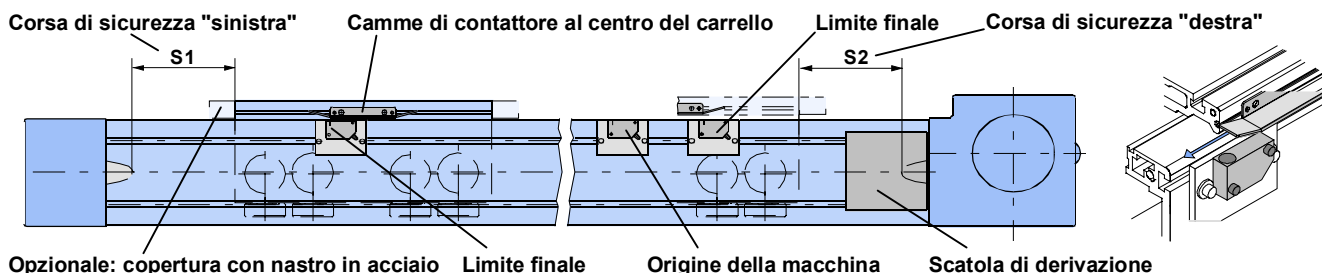 Corsa di sicurezza "sinistra"
Camme di contattore al centro del carrello
Limite finale
Corsa di sicurezza "destra"
S1
S2
Opzionale: copertura con nastro in acciaio
Limite finale
Origine della macchina
Scatola di derivazione